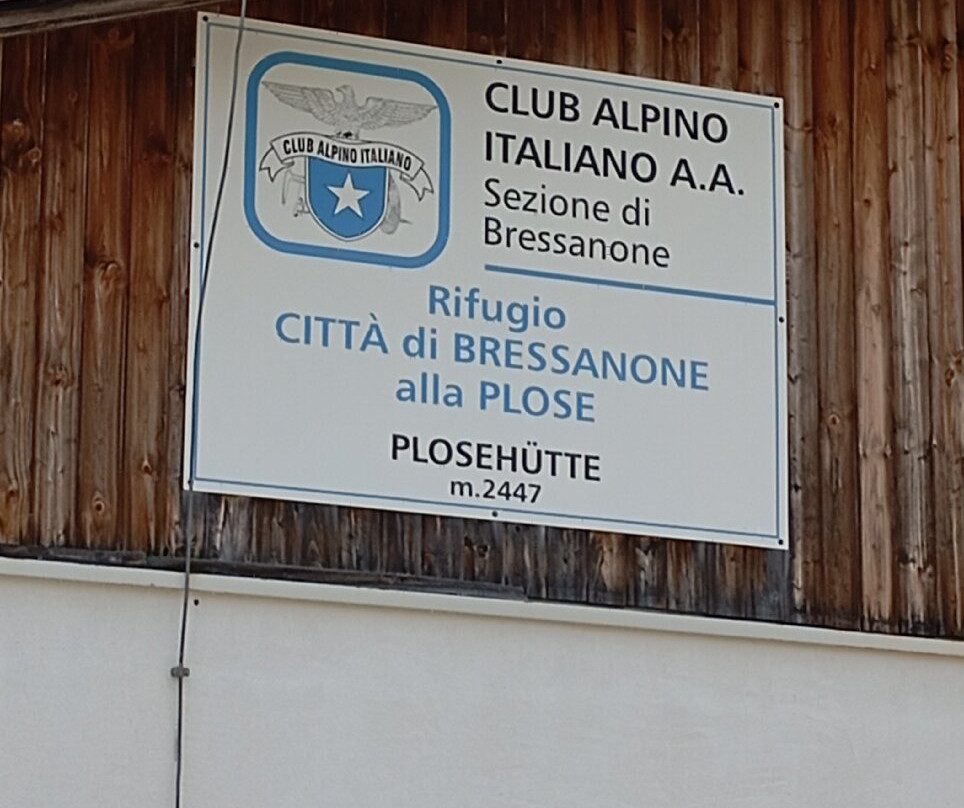 CLUB ALPINO ITALIANO
CLUB ALPINO
ITALIANO A.A.
Sezione di
Bressanone
Rifugio
CITTÀ di BRESSANONE
alla PLOSE
PLOSEHÜTTE
m.2447